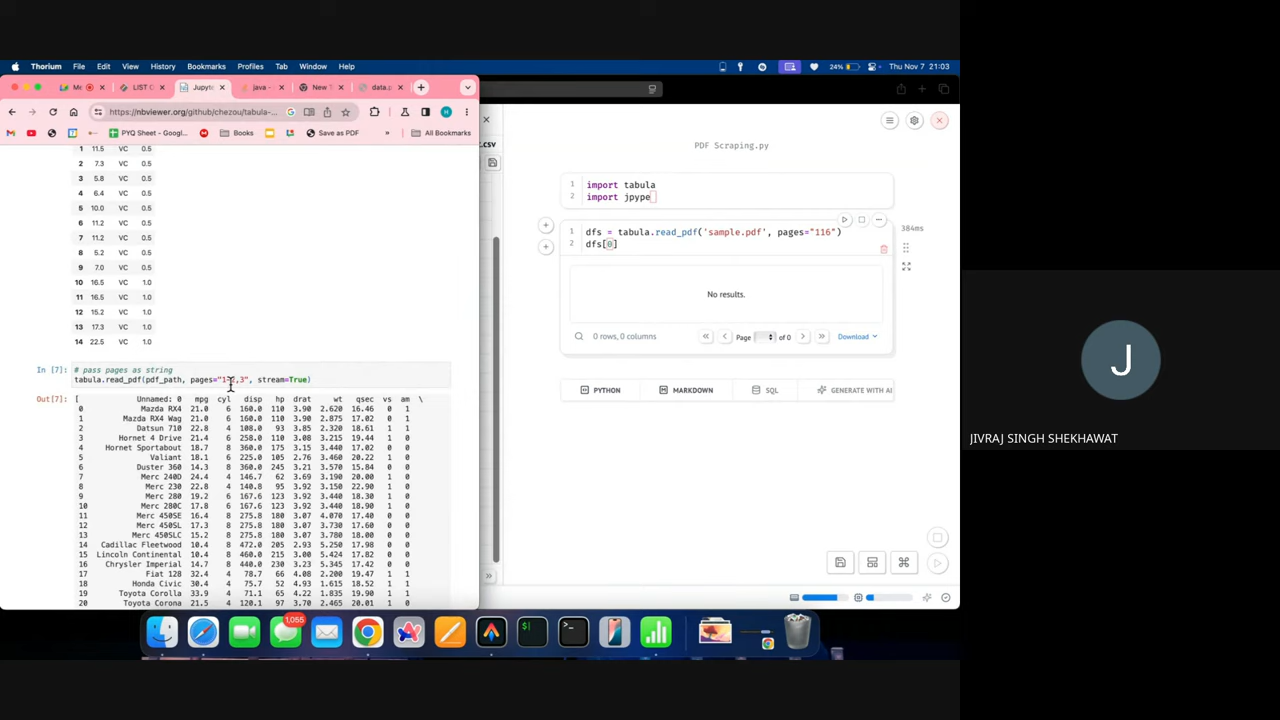 Thorium File Edit View History Bookmarks Profiles Tab Window Help
24% Thu Nov 7 21:03
LIST C
Jupyt
java -
New T
data.p
https://nbviewer.org/github/chezou/tabula-...
H
PYQ Sheet - Googl...
Books
Save as PDF
»
All Bookmarks
1 11.5 VC 0.5
2 7.3 VC 0.5
3 5.8 VC 0.5
4 6.4 VC 0.5
5 10.0 VC 0.5
6 11.2 VC 0.5
7 11.2 VC 0.5
8 5.2 VC 0.5
9 7.0 VC 0.5
10 16.5 VC 1.0
11 16.5 VC 1.0
12 15.2 VC 1.0
13 17.3 VC 1.0
14 22.5 VC 1.0
In [7]: # pass pages as string
tabula.read_pdf(pdf_path, pages="1-2,3", stream=True)
Out[7]: [ Unnamed: 0 mpg cyl disp hp drat wt qsec vs am \
0 Mazda RX4 21.0 6 160.0 110 3.90 2.620 16.46 0 1
1 Mazda RX4 Wag 21.0 6 160.0 110 3.90 2.875 17.02 0 1
2 Datsun 710 22.8 4 108.0 93 3.85 2.320 18.61 1 1
3 Hornet 4 Drive 21.4 6 258.0 110 3.08 3.215 19.44 1 0
4 Hornet Sportabout 18.7 8 360.0 175 3.15 3.440 17.02 0 0
5 Valiant 18.1 6 225.0 105 2.76 3.460 20.22 1 0
6 Duster 360 14.3 8 360.0 245 3.21 3.570 15.84 0 0
7 Merc 240D 24.4 4 146.7 62 3.69 3.190 20.00 1 0
8 Merc 230 22.8 4 140.8 95 3.92 3.150 22.90 1 0
9 Merc 280 19.2 6 167.6 123 3.92 3.440 18.30 1 0
10 Merc 280C 17.8 6 167.6 123 3.92 3.440 18.90 1 0
11 Merc 450SE 16.4 8 275.8 180 3.07 4.070 17.40 0 0
12 Merc 450SL 17.3 8 275.8 180 3.07 3.730 17.60 0 0
13 Merc 450SLC 15.2 8 275.8 180 3.07 3.780 18.00 0 0
14 Cadillac Fleetwood 10.4 8 472.0 205 2.93 5.250 17.98 0 0
15 Lincoln Continental 10.4 8 460.0 215 3.00 5.424 17.82 0 0
16 Chrysler Imperial 14.7 8 440.0 230 3.23 5.345 17.42 0 0
17 Fiat 128 32.4 4 78.7 66 4.08 2.200 19.47 1 1
18 Honda Civic 30.4 4 75.7 52 4.93 1.615 18.52 1 1
19 Toyota Corolla 33.9 4 71.1 65 4.22 1.835 19.90 1 1
20 Toyota Corona 21.5 4 120.1 97 3.70 2.465 20.01 1 0
.csv
PDF Scraping.py
1 import tabula
2 import jpype
1 dfs = tabula.read_pdf('sample.pdf', pages="116")
2 dfs[0]
384ms
No results.
0 rows, 0 columns
Page of 0
Download
PYTHON
MARKDOWN
SQL
GENERATE WITH AI
1,055
J
JIVRAJ SINGH SHEKHAWAT